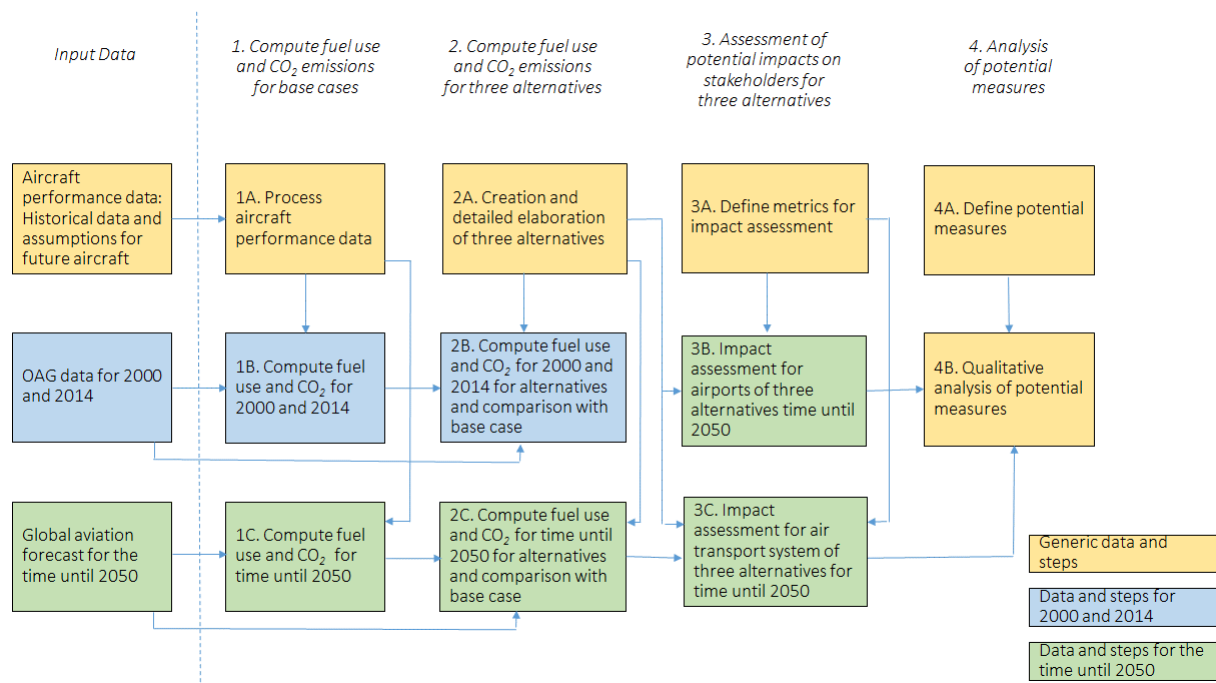 Input Data
1. Compute fuel use
and CO2 emissions
for base cases
2. Compute fuel use
and CO2 emissions
for three alternatives
3. Assessment of
potential impacts on
stakeholders for
three alternatives
4. Analysis
of potential
measures
Aircraft
performance data:
Historical data and
assumptions for
future aircraft
1A. Process
aircraft
performance data
2A. Creation and
detailed elaboration
of three alternatives
3A. Define metrics for
impact assessment
4A. Define potential
measures
OAG data for 2000
and 2014
1B. Compute fuel
use and CO2 for
2000 and 2014
2B. Compute fuel use
and CO2 for 2000 and
2014 for alternatives
and comparison with
base case
3B. Impact
assessment for
airports of three
alternatives time until
2050
4B. Qualitative
analysis of potential
measures
Global aviation
forecast for the
time until 2050
1C. Compute fuel
use and CO2 for
time until 2050
2C. Compute fuel use
and CO2 for time until
2050 for alternatives
and comparison with
base case
3C. Impact
assessment for air
transport system of
three alternatives for
time until 2050
Generic data and
steps
Data and steps for
2000 and 2014
Data and steps for the
time until 2050